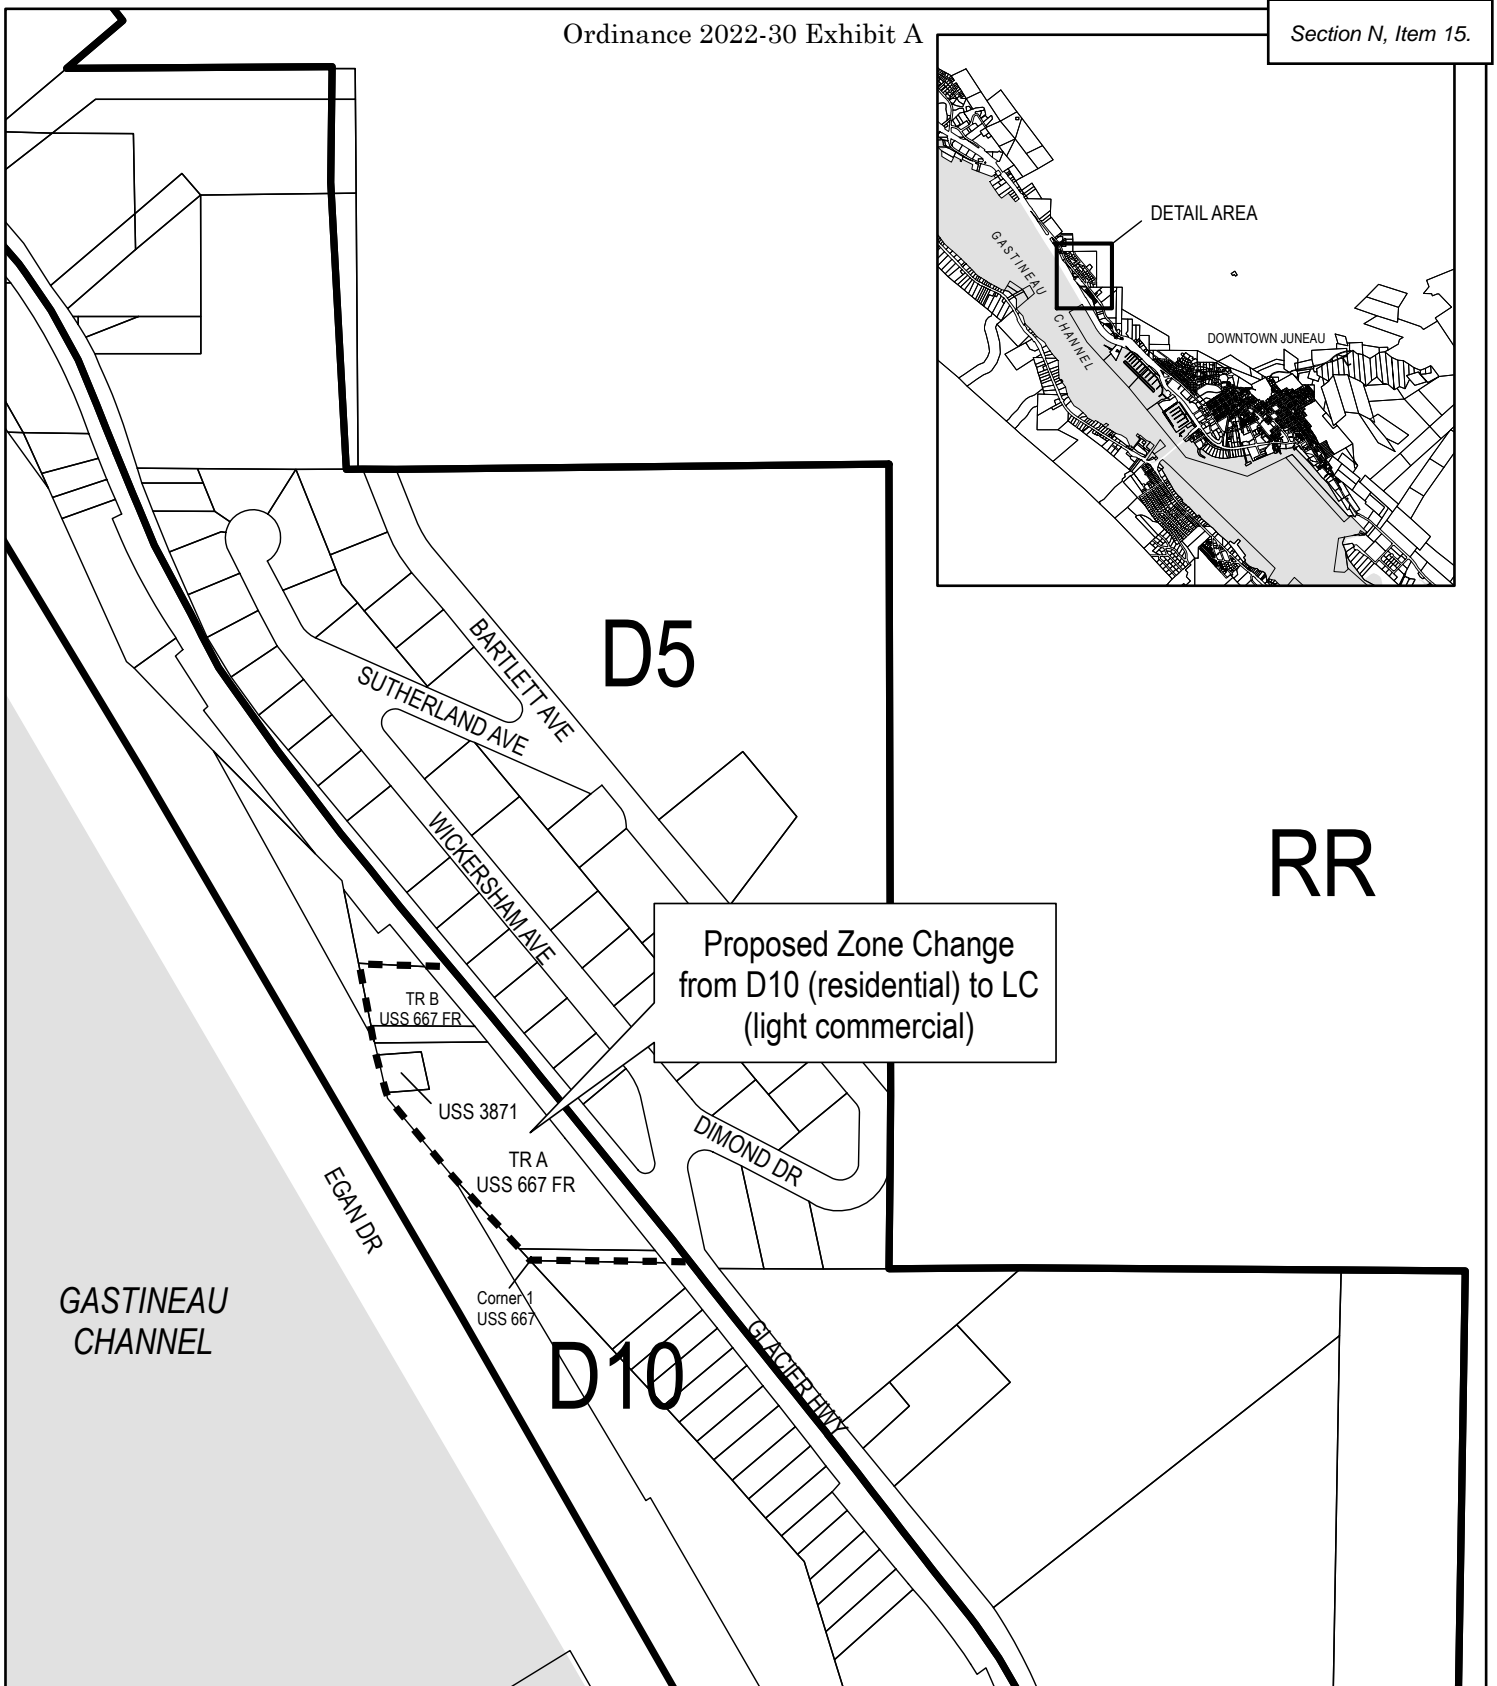 Ordinance 2022-30 Exhibit A
Section N, Item 15.
DETAIL AREA
GASTINEAU
CHANNEL
DOWNTOWN JUNEAU
D5
BARTLETT AVE
SUTHERLAND AVE
WICKERSHAM AVE
RR
Proposed Zone Change
from D10 (residential) to LC
(light commercial)
TR B
USS 667 FR
USS 3871
TR A
USS 667 FR
DIMOND DR
EGAN DR
GASTINEAU
CHANNEL
Corner 1
USS 667
D10
GLACIER HWY